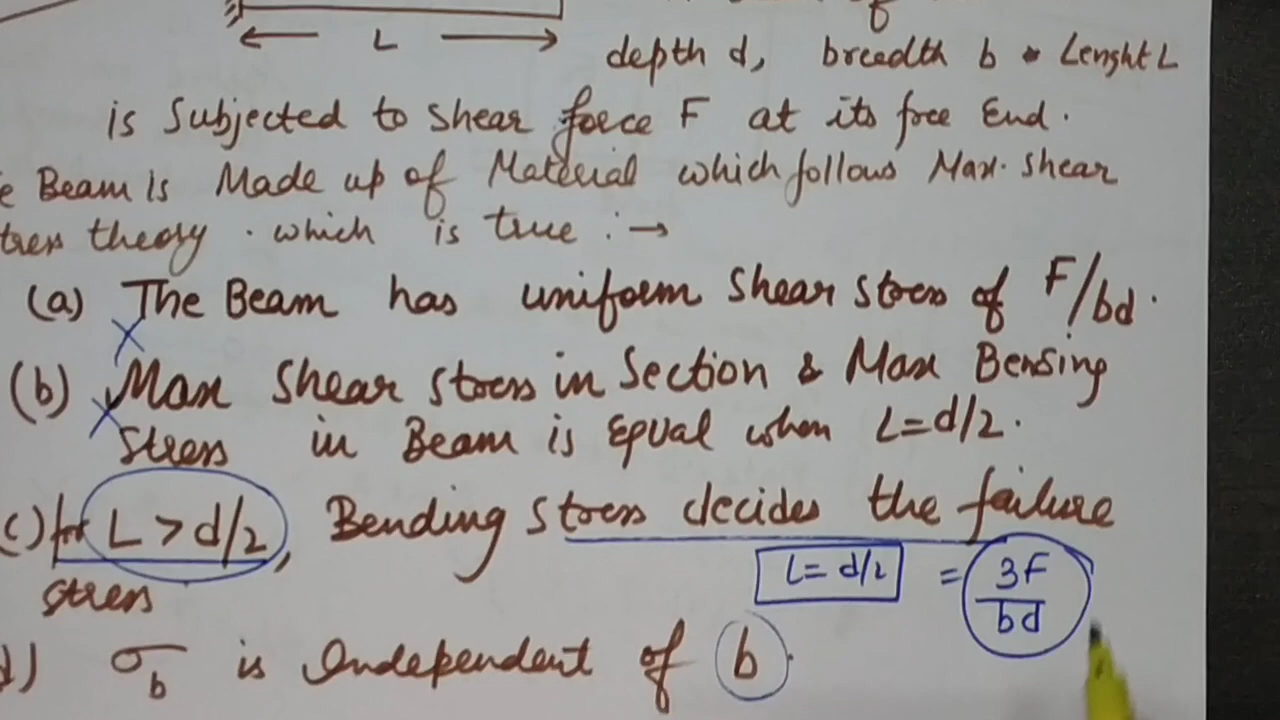 L
depth d, breedth b & Lenght L
is Subjected to Shear force F at its free End.
e Beam is Made up of Material which follows Max. shear
tress theory. which is true :→
(a) The Beam has uniform Shear Stress of F/bd.
(b) Max Shear Stress in Section & Max Bensing
Stress in Beam is Equal when L=d/2.
(c) for L > d/2, Bending Stress decides the failure
L= d/2 = 3F/bd
stress
d) σb is Independent of b.